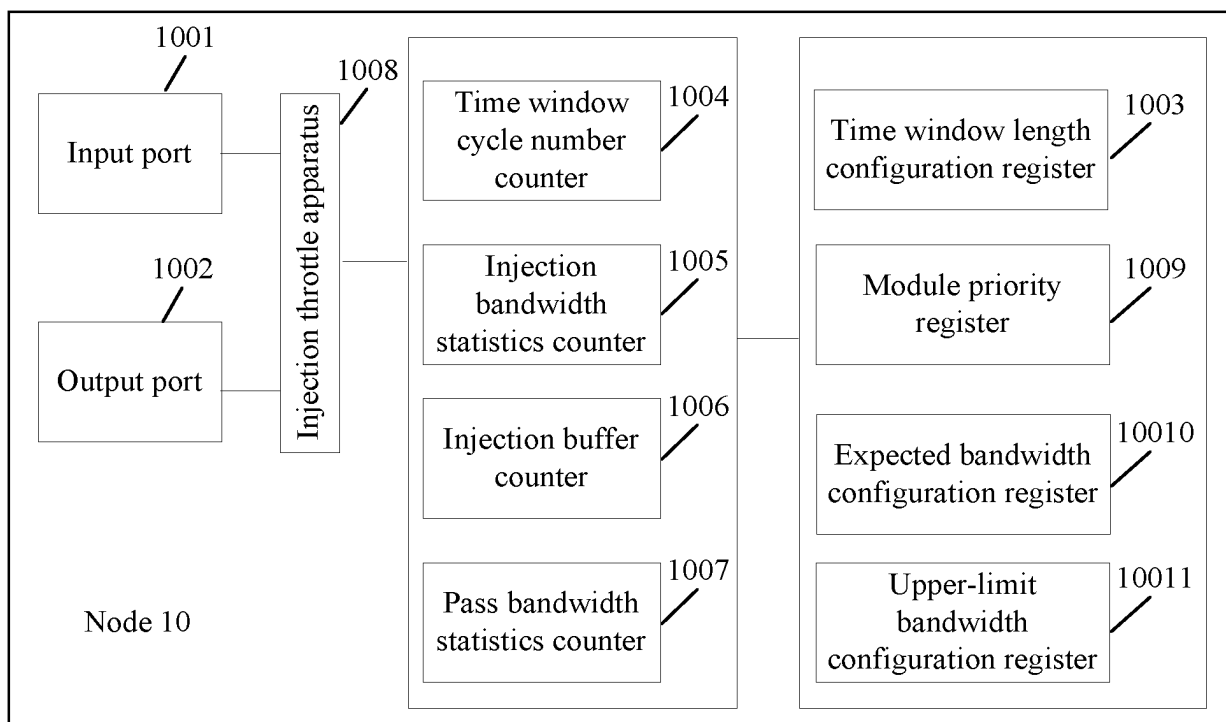 1001
Input port
1002
Output port
1008
Injection throttle apparatus
1004
Time window
cycle number
counter
1005
Injection
bandwidth
statistics counter
1006
Injection buffer
counter
1007
Pass bandwidth
statistics counter
1003
Time window length
configuration register
1009
Module priority
register
10010
Expected bandwidth
configuration register
10011
Upper-limit
bandwidth
configuration register
Node 10